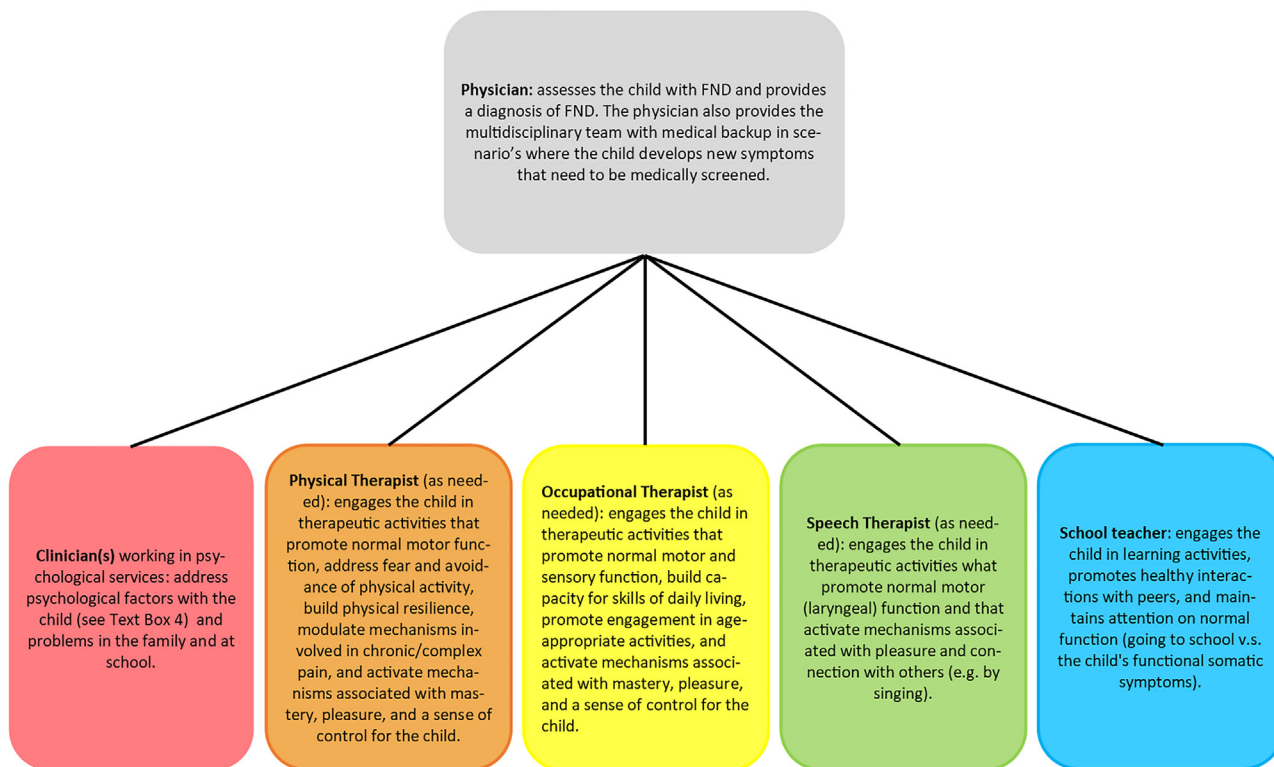 Physician: assesses the child with FND and provides
a diagnosis of FND. The physician also provides the
multidisciplinary team with medical backup in sce-
nario's where the child develops new symptoms
that need to be medically screened.
Clinician(s) working in psy-
chological services: address
psychological factors with the
child (see Text Box 4) and
problems in the family and at
school.
Physical Therapist (as need-
ed): engages the child in
therapeutic activities that
promote normal motor func-
tion, address fear and avoid-
ance of physical activity,
build physical resilience,
modulate mechanisms in-
volved in chronic/complex
pain, and activate mecha-
nisms associated with mas-
tery, pleasure, and a sense of
control for the child.
Occupational Therapist (as
needed): engages the child in
therapeutic activities that
promote normal motor and
sensory function, build ca-
pacity for skills of daily living,
promote engagement in age-
appropriate activities, and
activate mechanisms associ-
ated with mastery, pleasure,
and a sense of control for the
child.
Speech Therapist (as need-
ed): engages the child in
therapeutic activities what
promote normal motor
(laryngeal) function and that
activate mechanisms associ-
ated with pleasure and con-
nection with others (e.g. by
singing).
School teacher: engages the
child in learning activities,
promotes healthy interac-
tions with peers, and main-
tains attention on normal
function (going to school v.s.
the child's functional somatic
symptoms).